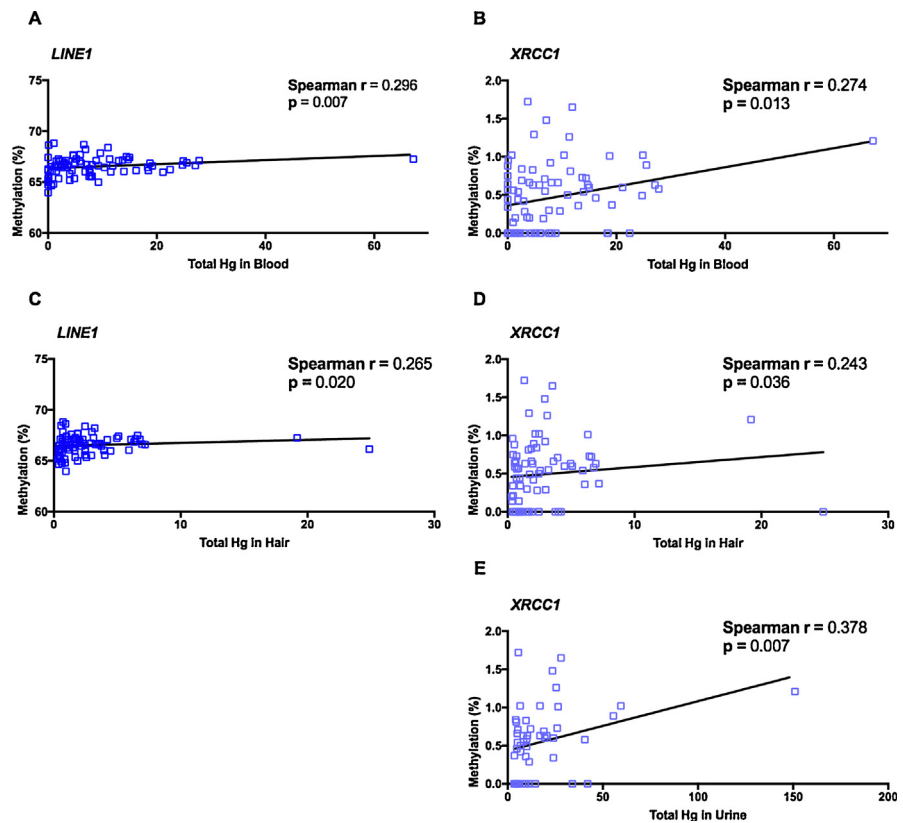 A
LINE1
Spearman r = 0.296
p = 0.007
75
70
65
60
Methylation (%)
0
20
40
60
Total Hg in Blood
B
XRCC1
Spearman r = 0.274
p = 0.013
2.0
1.5
1.0
0.5
0.0
Methylation (%)
0
20
40
60
Total Hg in Blood
C
LINE1
Spearman r = 0.265
p = 0.020
75
70
65
60
Methylation (%)
0
10
20
30
Total Hg in Hair
D
XRCC1
Spearman r = 0.243
p = 0.036
2.0
1.5
1.0
0.5
0.0
Methylation (%)
0
10
20
30
Total Hg in Hair
E
XRCC1
Spearman r = 0.378
p = 0.007
2.0
1.5
1.0
0.5
0.0
Methylation (%)
0
50
100
150
200
Total Hg in Urine